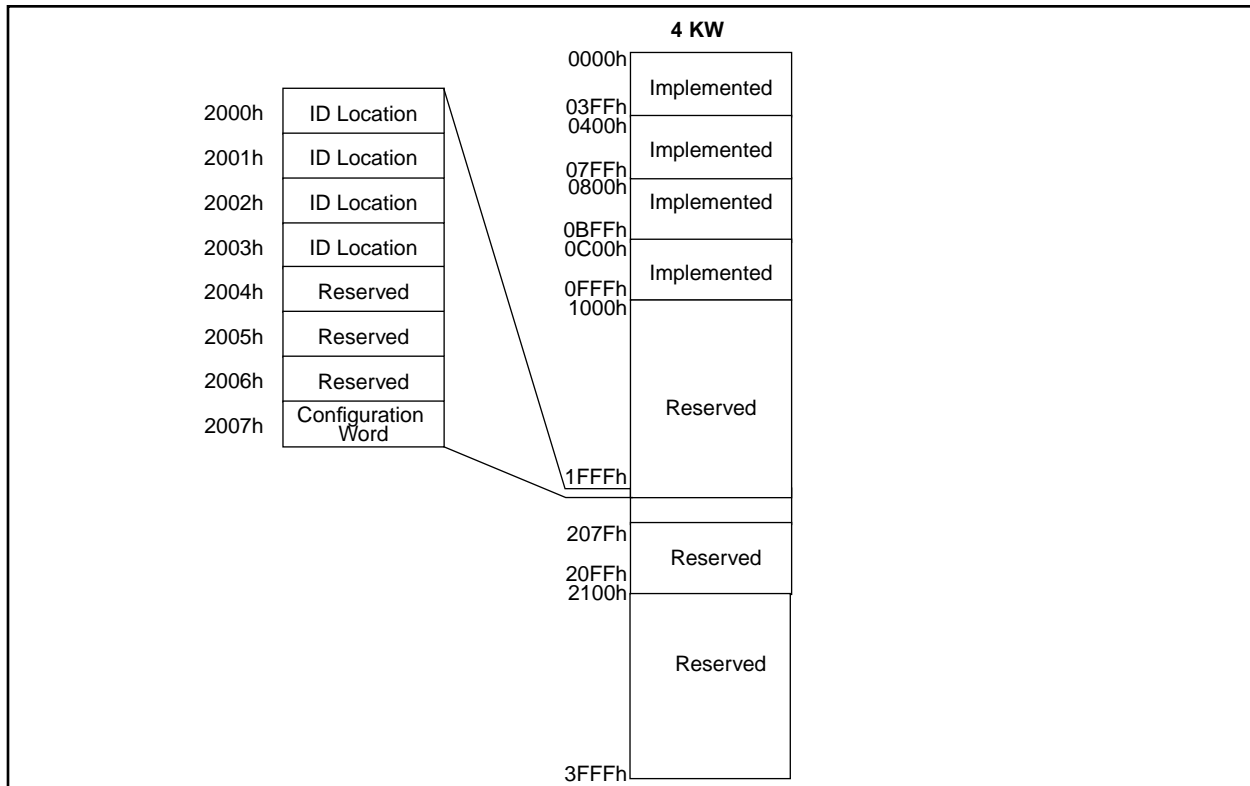 4 KW
2000h
ID Location
2001h
ID Location
2002h
ID Location
2003h
ID Location
2004h
Reserved
2005h
Reserved
2006h
Reserved
2007h
Configuration
Word
0000h
Implemented
03FFh
0400h
Implemented
07FFh
0800h
Implemented
0BFFh
0C00h
Implemented
0FFFh
1000h
Reserved
1FFFh
207Fh
Reserved
20FFh
2100h
Reserved
3FFFh